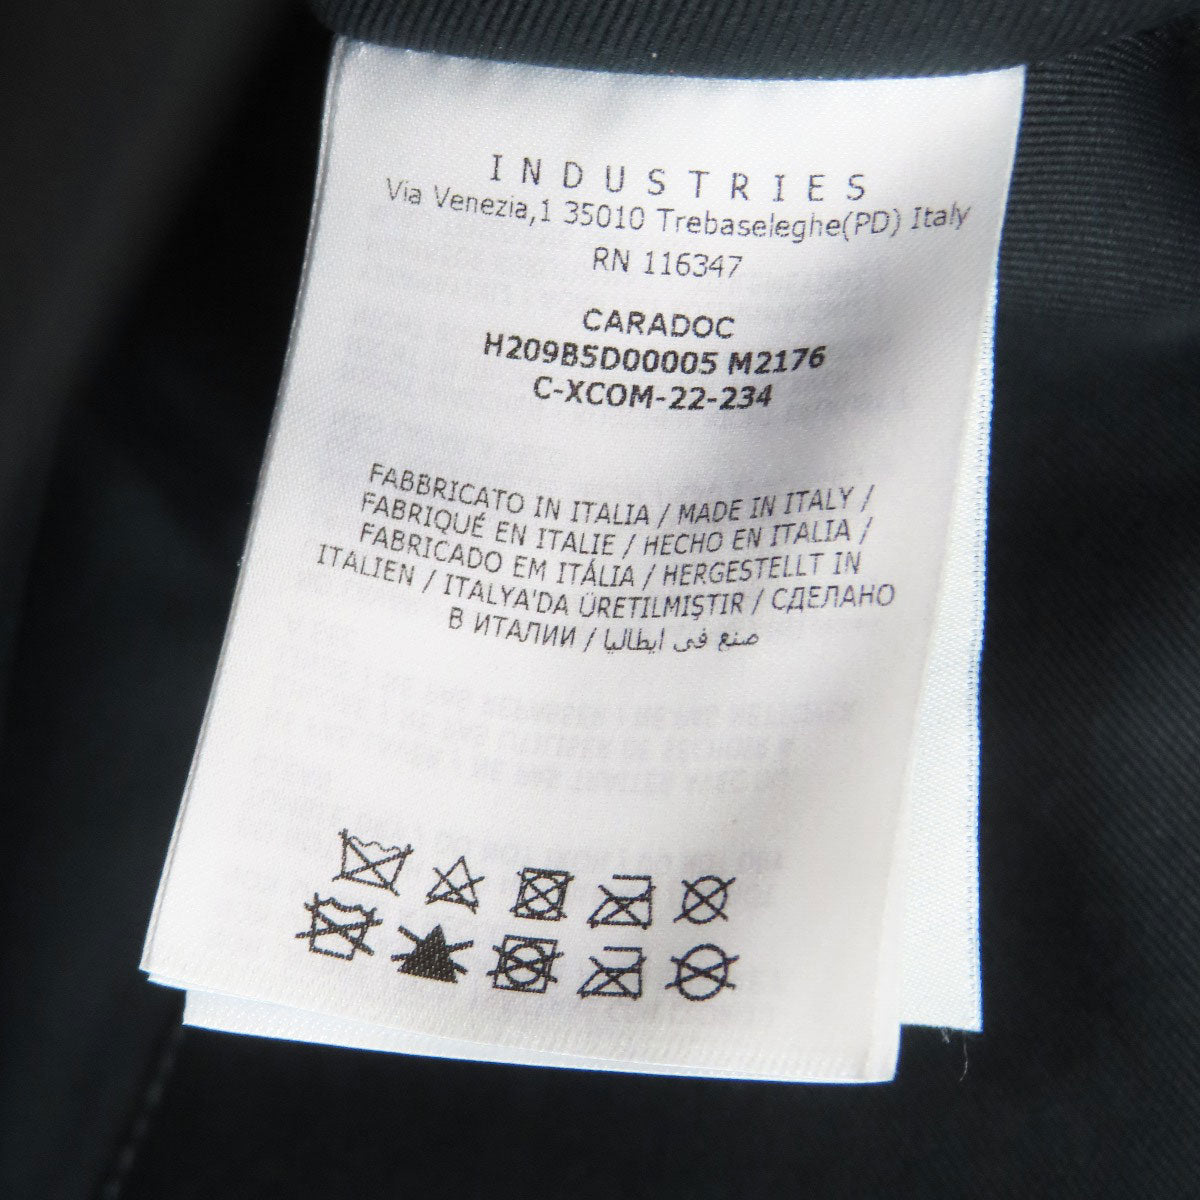 INDUSTRIES
Via Venezia,1 35010 Trebaseleghe(PD) Italy
RN 116347
CARADOC
H209B5D00005 M2176
C-XCOM-22-234
FABBRICATO IN ITALIA / MADE IN ITALY /
FABRIQUÉ EN ITALIE / HECHO EN ITALIA /
FABRICADO EM ITÁLIA / HERGESTELLT IN
ITALIEN / ITALYA'DA ÜRETILMIŞTIR / СДЕЛАНО
В ИТАЛИИ / صنع في ايطاليا